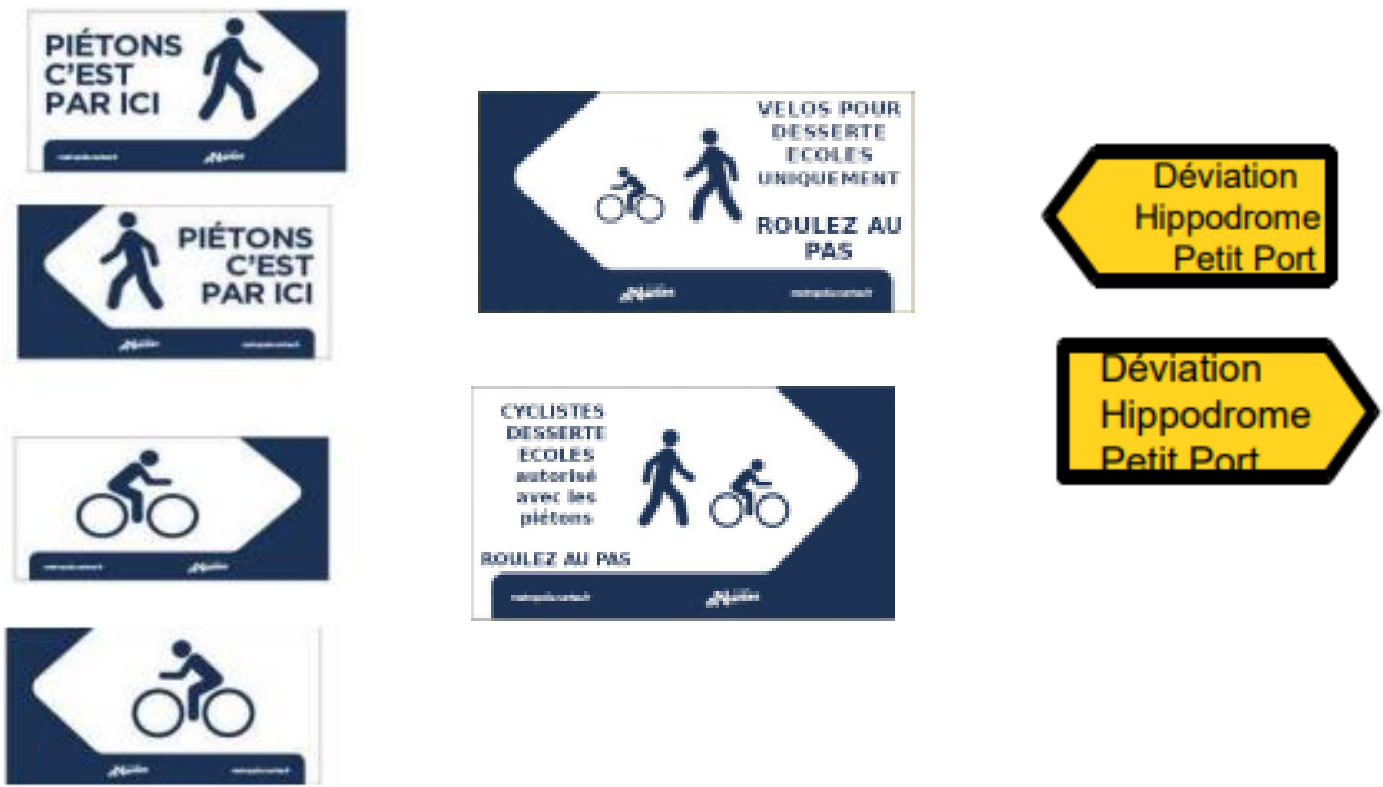 PIÉTONS
C'EST
PAR ICI
PIÉTONS
C'EST
PAR ICI
VELOS POUR
DESSERTE
ECOLES
UNIQUEMENT
ROULEZ AU
PAS
CYCLISTES
DESSERTE
ECOLES
autorisé
avec les
piétons
ROULEZ AU PAS
Déviation
Hippodrome
Petit Port
Déviation
Hippodrome
Petit Port